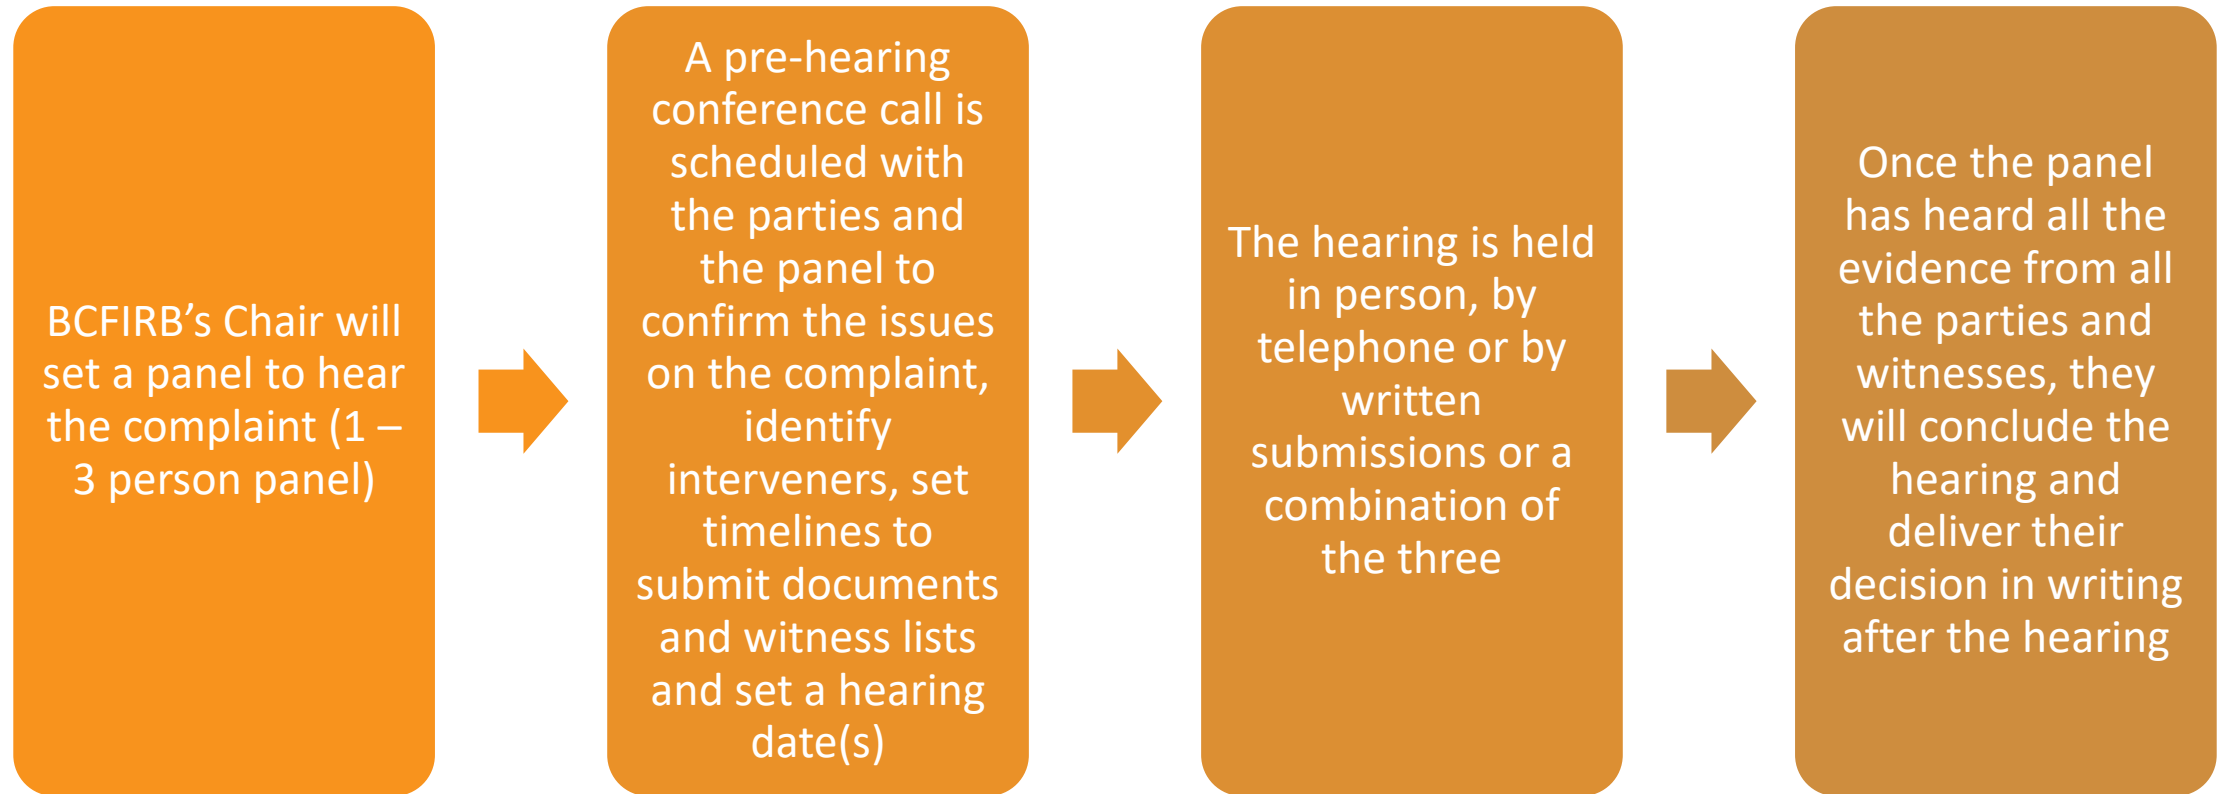 BCFIRB’s Chair will
set a panel to hear
the complaint (1 –
3 person panel)
A pre-hearing
conference call is
scheduled with
the parties and
the panel to
confirm the issues
on the complaint,
identify
interveners, set
timelines to
submit documents
and witness lists
and set a hearing
date(s)
The hearing is held
in person, by
telephone or by
written
submissions or a
combination of
the three
Once the panel
has heard all the
evidence from all
the parties and
witnesses, they
will conclude the
hearing and
deliver their
decision in writing
after the hearing